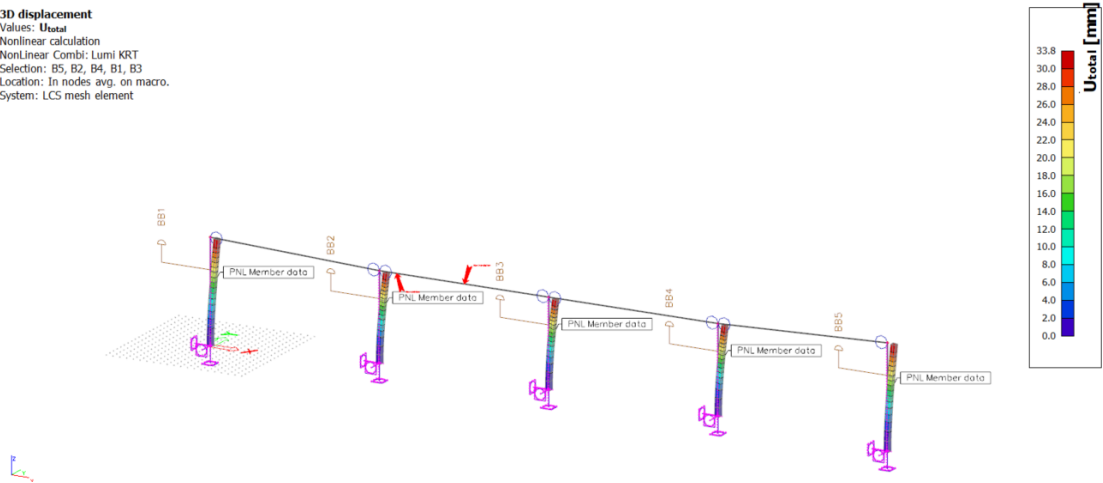 3D displacement
Values: Utotal
Nonlinear calculation
NonLinear Combi: Lumi KRT
Selection: B5, B2, B4, B1, B3
Location: In nodes avg. on macro.
System: LCS mesh element
Utotal [mm]
33.8
30.0
28.0
26.0
24.0
22.0
20.0
18.0
16.0
14.0
12.0
10.0
8.0
6.0
4.0
2.0
0.0
BB1
PNL Member data
BB2
PNL Member data
BB3
PNL Member data
BB4
PNL Member data
BB5
PNL Member data